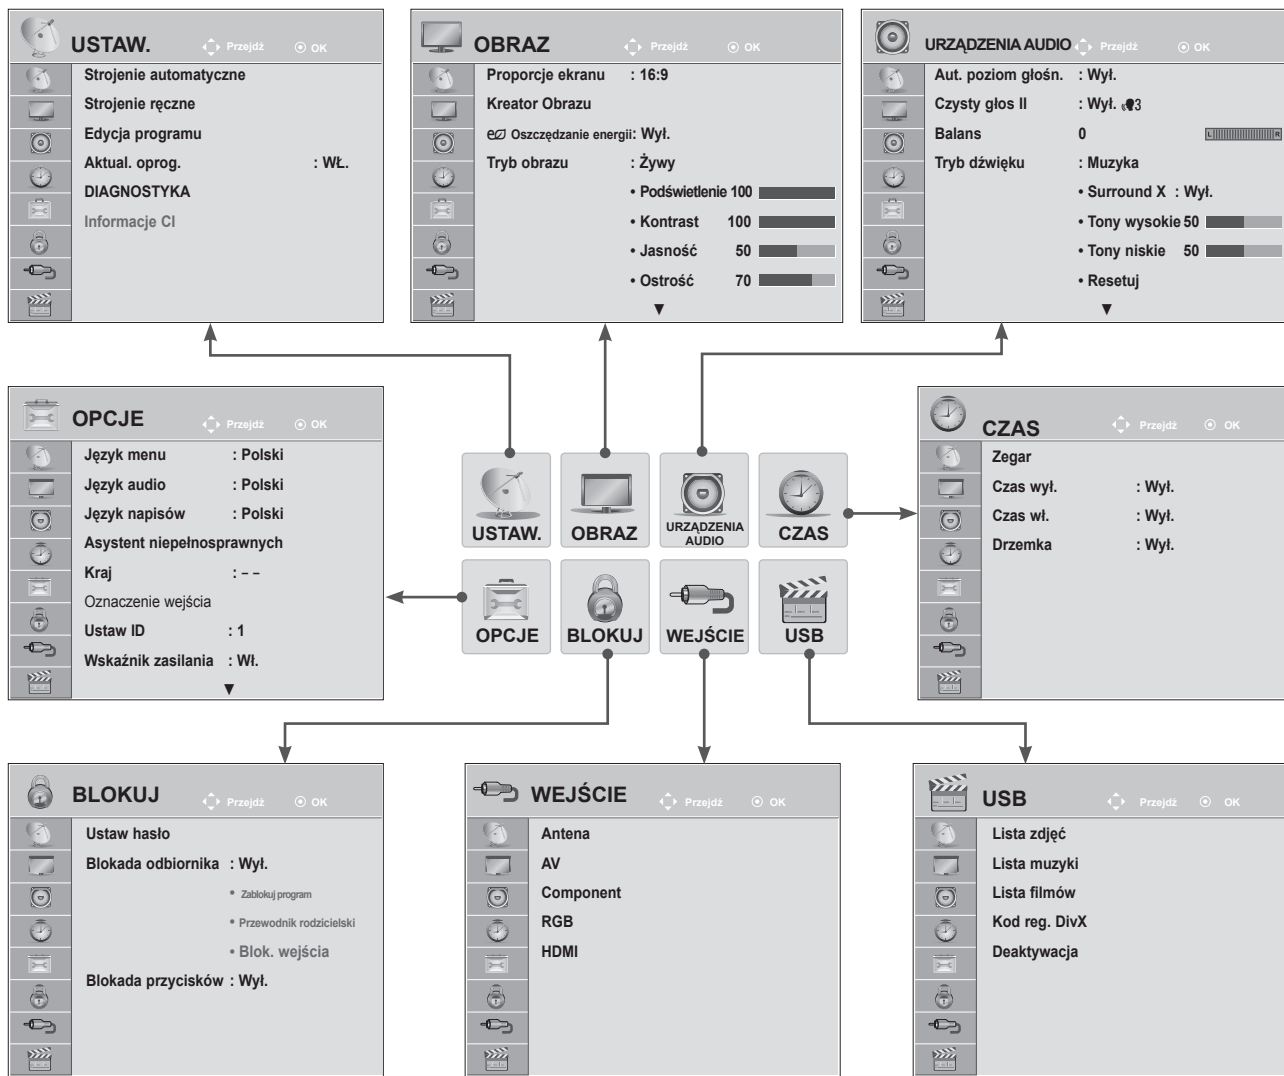 USTAW. Przejdź OK
Strojenie automatyczne
Strojenie ręczne
Edycja programu
Aktual. oprog. : WŁ.
DIAGNOSTYKA
Informacje CI
OBRAZ Przejdź OK
Proporcje ekranu : 16:9
Kreator Obrazu
e Oszczędzanie energii: Wył.
Tryb obrazu : Żywy
• Podświetlenie 100
• Kontrast 100
• Jasność 50
• Ostrość 70
▼
URZĄDZENIA AUDIO Przejdź OK
Aut. poziom głośn. : Wył.
Czysty głos II : Wył. 3
Balans 0 L R
Tryb dźwięku : Muzyka
• Surround X : Wył.
• Tony wysokie 50
• Tony niskie 50
• Resetuj
▼
OPCJE Przejdź OK
Język menu : Polski
Język audio : Polski
Język napisów : Polski
Asystent niepełnosprawnych
Kraj : – –
Oznaczenie wejścia
Ustaw ID : 1
Wskaźnik zasilania : Wł.
▼
USTAW.
OBRAZ
URZĄDZENIA
AUDIO
CZAS
OPCJE
BLOKUJ
WEJŚCIE
USB
CZAS Przejdź OK
Zegar
Czas wył. : Wył.
Czas wł. : Wył.
Drzemka : Wył.
BLOKUJ Przejdź OK
Ustaw hasło
Blokada odbiornika : Wył.
• Zablokuj program
• Przewodnik rodzicielski
• Blok. wejścia
Blokada przycisków : Wył.
WEJŚCIE Przejdź OK
Antena
AV
Component
RGB
HDMI
USB Przejdź OK
Lista zdjęć
Lista muzyki
Lista filmów
Kod reg. DivX
Deaktywacja